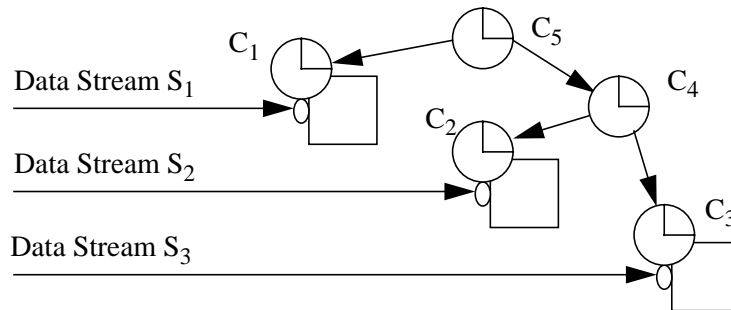 C5
C1
C4
Data Stream S1
C2
Data Stream S2
C3
Data Stream S3